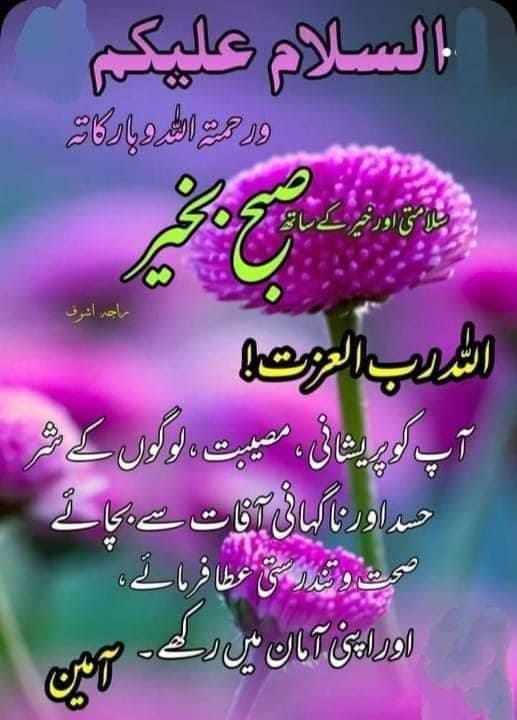 السلام علیکم
ورحمتہ اللہ وبارکاتہ
سلامتی اور خیر کے ساتھ
صبح بخیر
راجہ اشرف
اللہ رب العزت!
آپ کو پریشانی، مصیبت، لوگوں کے شر
حسد اور ناگہانی آفات سے بچائے
صحت و تندرستی عطا فرمائے،
اور اپنی آمان میں رکھے۔ آمین